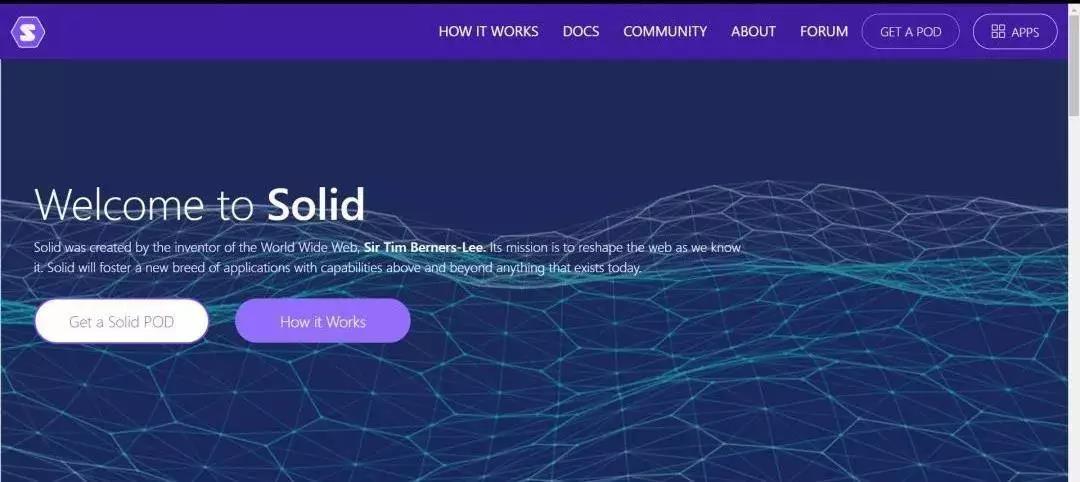 S
HOW IT WORKS DOCS COMMUNITY ABOUT FORUM GET A POD APPS
Welcome to Solid
Solid was created by the inventor of the World Wide Web, Sir Tim Berners-Lee. Its mission is to reshape the web as we know
it. Solid will foster a new breed of applications with capabilities above and beyond anything that exists today.
Get a Solid POD How it Works